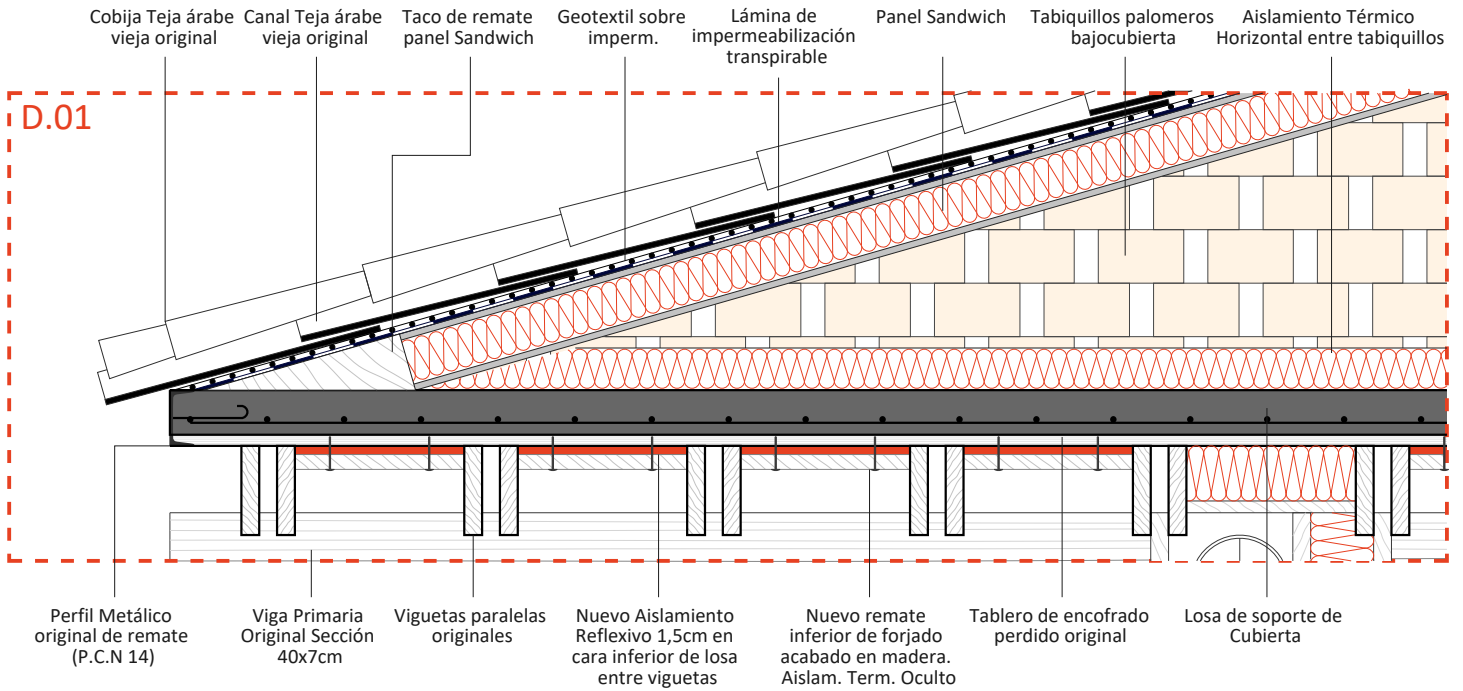 Cobija Teja árabe
vieja original
Canal Teja árabe
vieja original
Taco de remate
panel Sandwich
Geotextil sobre
imperm.
Lámina de
impermeabilización
transpirable
Panel Sandwich
Tabiquillos palomeros
bajocubierta
Aislamiento Térmico
Horizontal entre tabiquillos
D.01
Perfil Metálico
original de remate
(P.C.N 14)
Viga Primaria
Original Sección
40x7cm
Viguetas paralelas
originales
Nuevo Aislamiento
Reflexivo 1,5cm en
cara inferior de losa
entre viguetas
Nuevo remate
inferior de forjado
acabado en madera.
Aislam. Term. Oculto
Tablero de encofrado
perdido original
Losa de soporte de
Cubierta